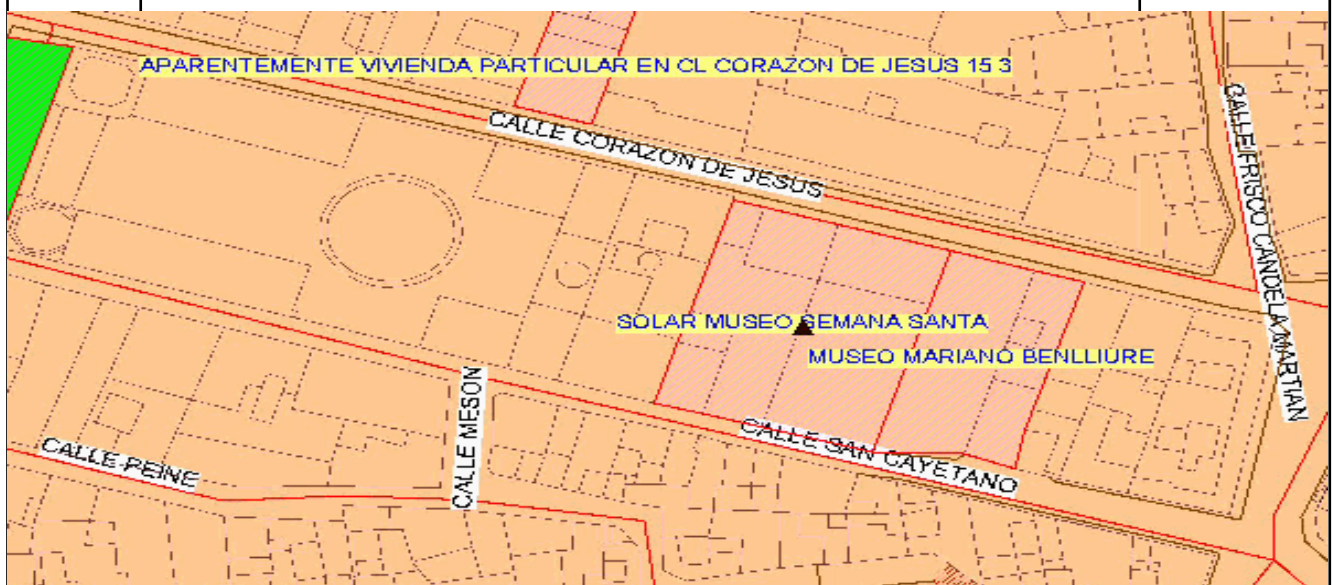 APARENTEMENTE VIVIENDA PARTICULAR EN CL CORAZON DE JESUS 15 3
CALLE CORAZON DE JESUS
CALLE FRISCO CANDELA MARTIAN
SOLAR MUSEO SEMANA SANTA
MUSEO MARIANO BENLLIURE
CALLE MESON
CALLE SAN CAYETANO
CALLE PEINE